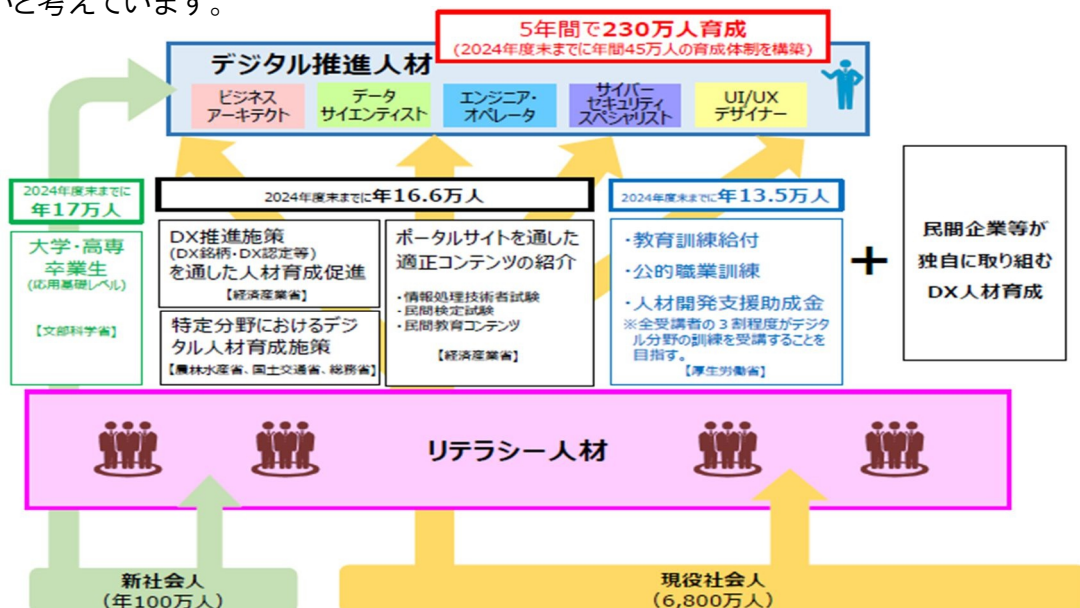 と考えています。
5年間で230万人育成
(2024年度末までに年間45万人の育成体制を構築)
デジタル推進人材
ビジネス
アーキテクト
データ
サイエンティスト
エンジニア・
オペレータ
サイバー
セキュリティ
スペシャリスト
UI/UX
デザイナー
2024年度末までに
年17万人
大学・高専
卒業生
(応用基礎レベル)
【文部科学省】
2024年度末までに年16.6万人
DX推進施策
(DX銘柄・DX認定等)
を通した人材育成促進
【経済産業省】
特定分野におけるデジ
タル人材育成施策
【農林水産省、国土交通省、総務省】
ポータルサイトを通した
適正コンテンツの紹介
・情報処理技術者試験
・民間検定試験
・民間教育コンテンツ
【経済産業省】
2024年度末までに年13.5万人
・教育訓練給付
・公的職業訓練
・人材開発支援助成金
※全受講者の３割程度がデジタ
ル分野の訓練を受講することを
目指す。
【厚生労働省】
+
民間企業等が
独自に取り組む
DX人材育成
リテラシー人材
新社会人
(年100万人)
現役社会人
(6,800万人)